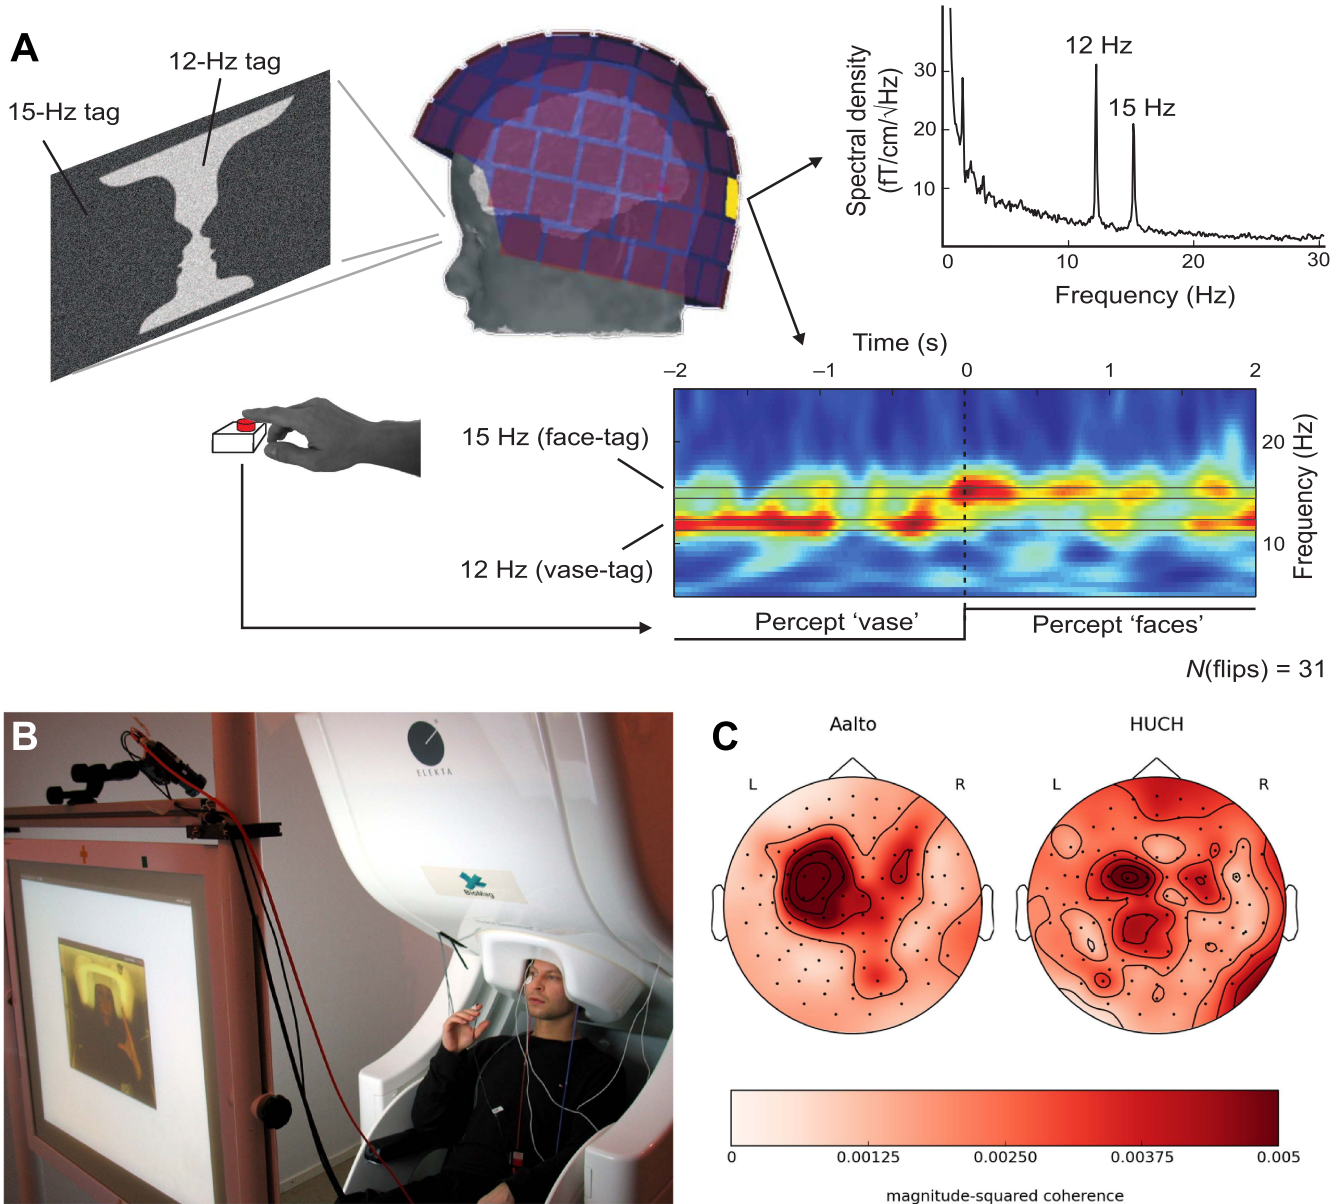 A
12-Hz tag
15-Hz tag
Spectral density
(fT/cm/√Hz)
30
20
10
12 Hz
15 Hz
0
10
20
30
Frequency (Hz)
Time (s)
–2
–1
0
1
2
15 Hz (face-tag)
12 Hz (vase-tag)
20
10
Frequency (Hz)
Percept ‘vase’
Percept ‘faces’
N(flips) = 31
B
ELEKTA
BioMag
C
Aalto
HUCH
L
R
L
R
0
0.00125
0.00250
0.00375
0.005
magnitude-squared coherence